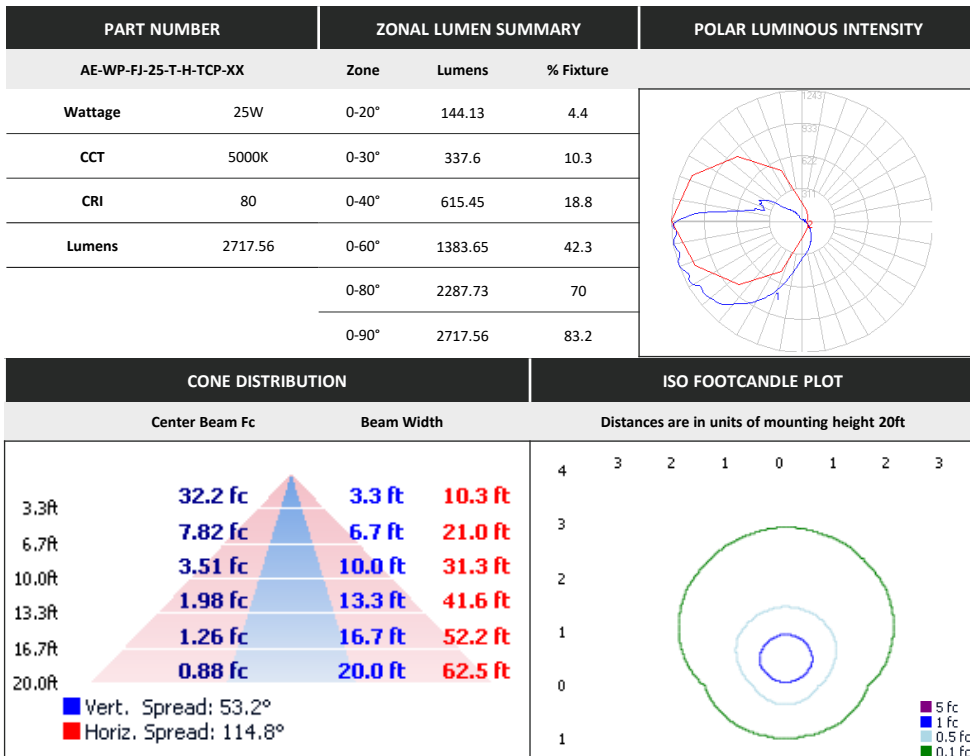 PART NUMBER
ZONAL LUMEN SUMMARY
POLAR LUMINOUS INTENSITY
AE-WP-FJ-25-T-H-TCP-XX
Zone Lumens % Fixture
Wattage 25W 0-20° 144.13 4.4
CCT 5000K 0-30° 337.6 10.3
CRI 80 0-40° 615.45 18.8
Lumens 2717.56 0-60° 1383.65 42.3
0-80° 2287.73 70
0-90° 2717.56 83.2
1243
933
622
311
2
1
CONE DISTRIBUTION
Center Beam Fc Beam Width
3.3ft 32.2 fc 3.3 ft 10.3 ft
6.7ft 7.82 fc 6.7 ft 21.0 ft
10.0ft 3.51 fc 10.0 ft 31.3 ft
13.3ft 1.98 fc 13.3 ft 41.6 ft
16.7ft 1.26 fc 16.7 ft 52.2 ft
20.0ft 0.88 fc 20.0 ft 62.5 ft
Vert. Spread: 53.2°
Horiz. Spread: 114.8°
ISO FOOTCANDLE PLOT
Distances are in units of mounting height 20ft
3 2 1 0 1 2 3
4
3
2
1
0
1
5 fc
1 fc
0.5 fc
0.1 fc